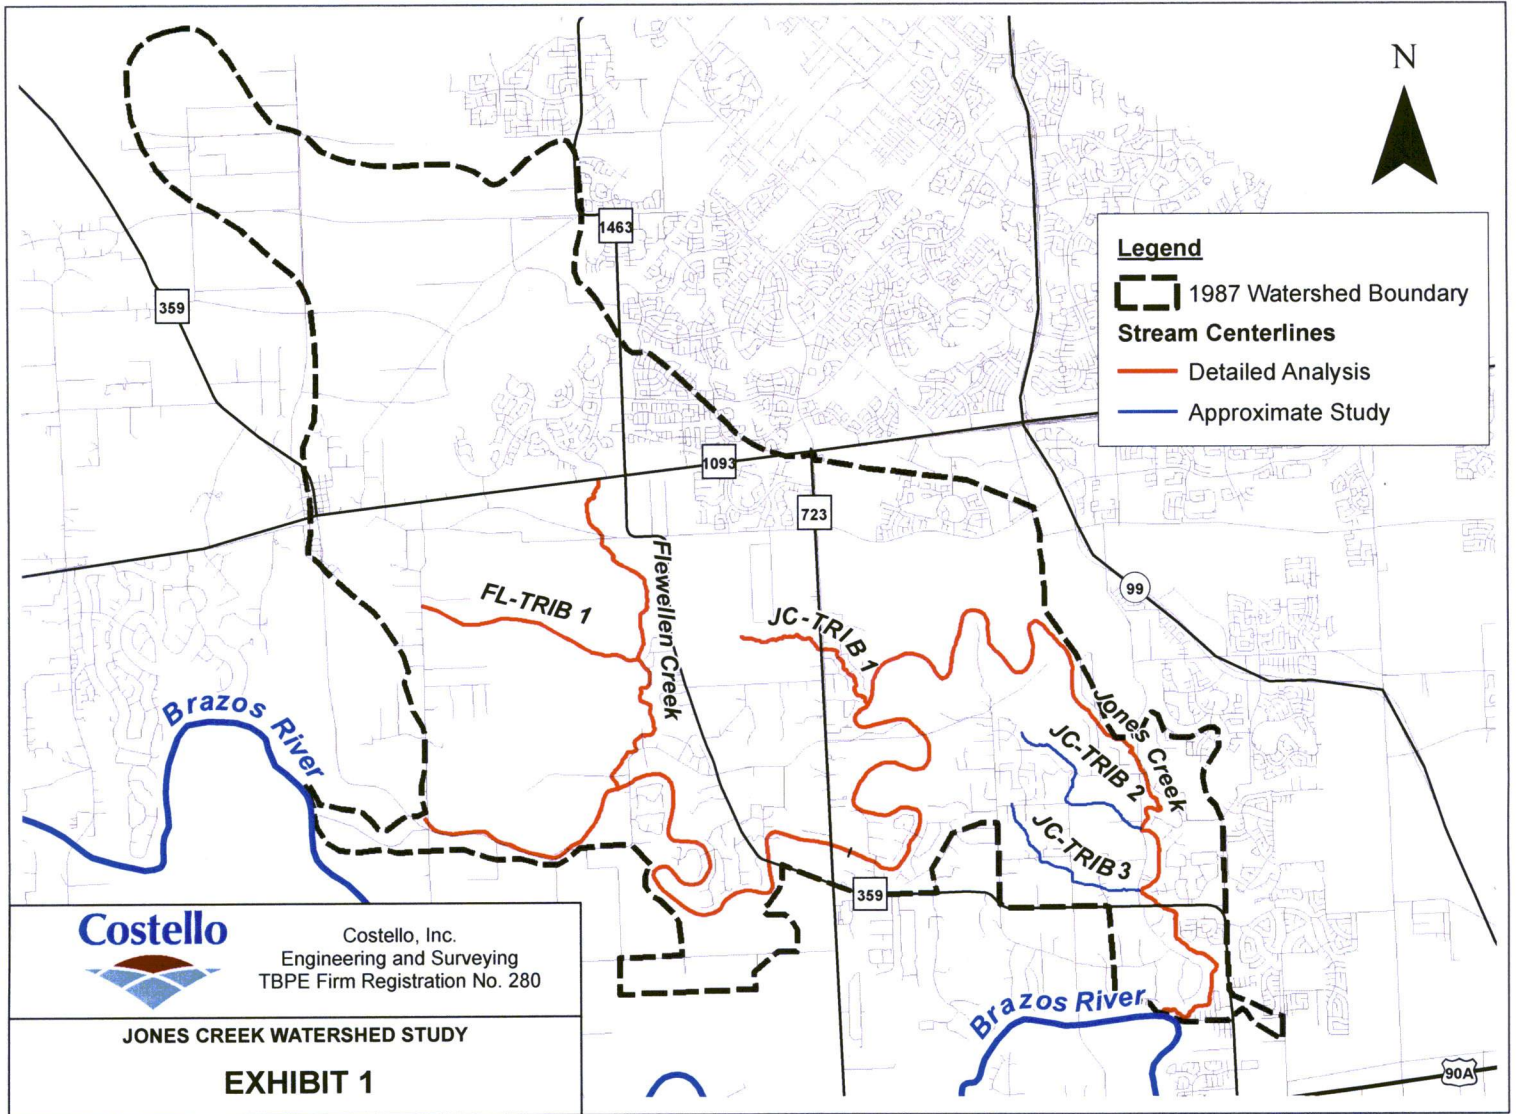 N
1463
359
Legend
1987 Watershed Boundary
Stream Centerlines
Detailed Analysis
Approximate Study
1093
723
99
Flewellen Creek
FL-TRIB 1
JC-TRIB 1
Jones Creek
JC-TRIB 2
JC-TRIB 3
Brazos River
359
Costello
Costello, Inc.
Engineering and Surveying
TBPE Firm Registration No. 280
JONES CREEK WATERSHED STUDY
EXHIBIT 1
Brazos River
90A